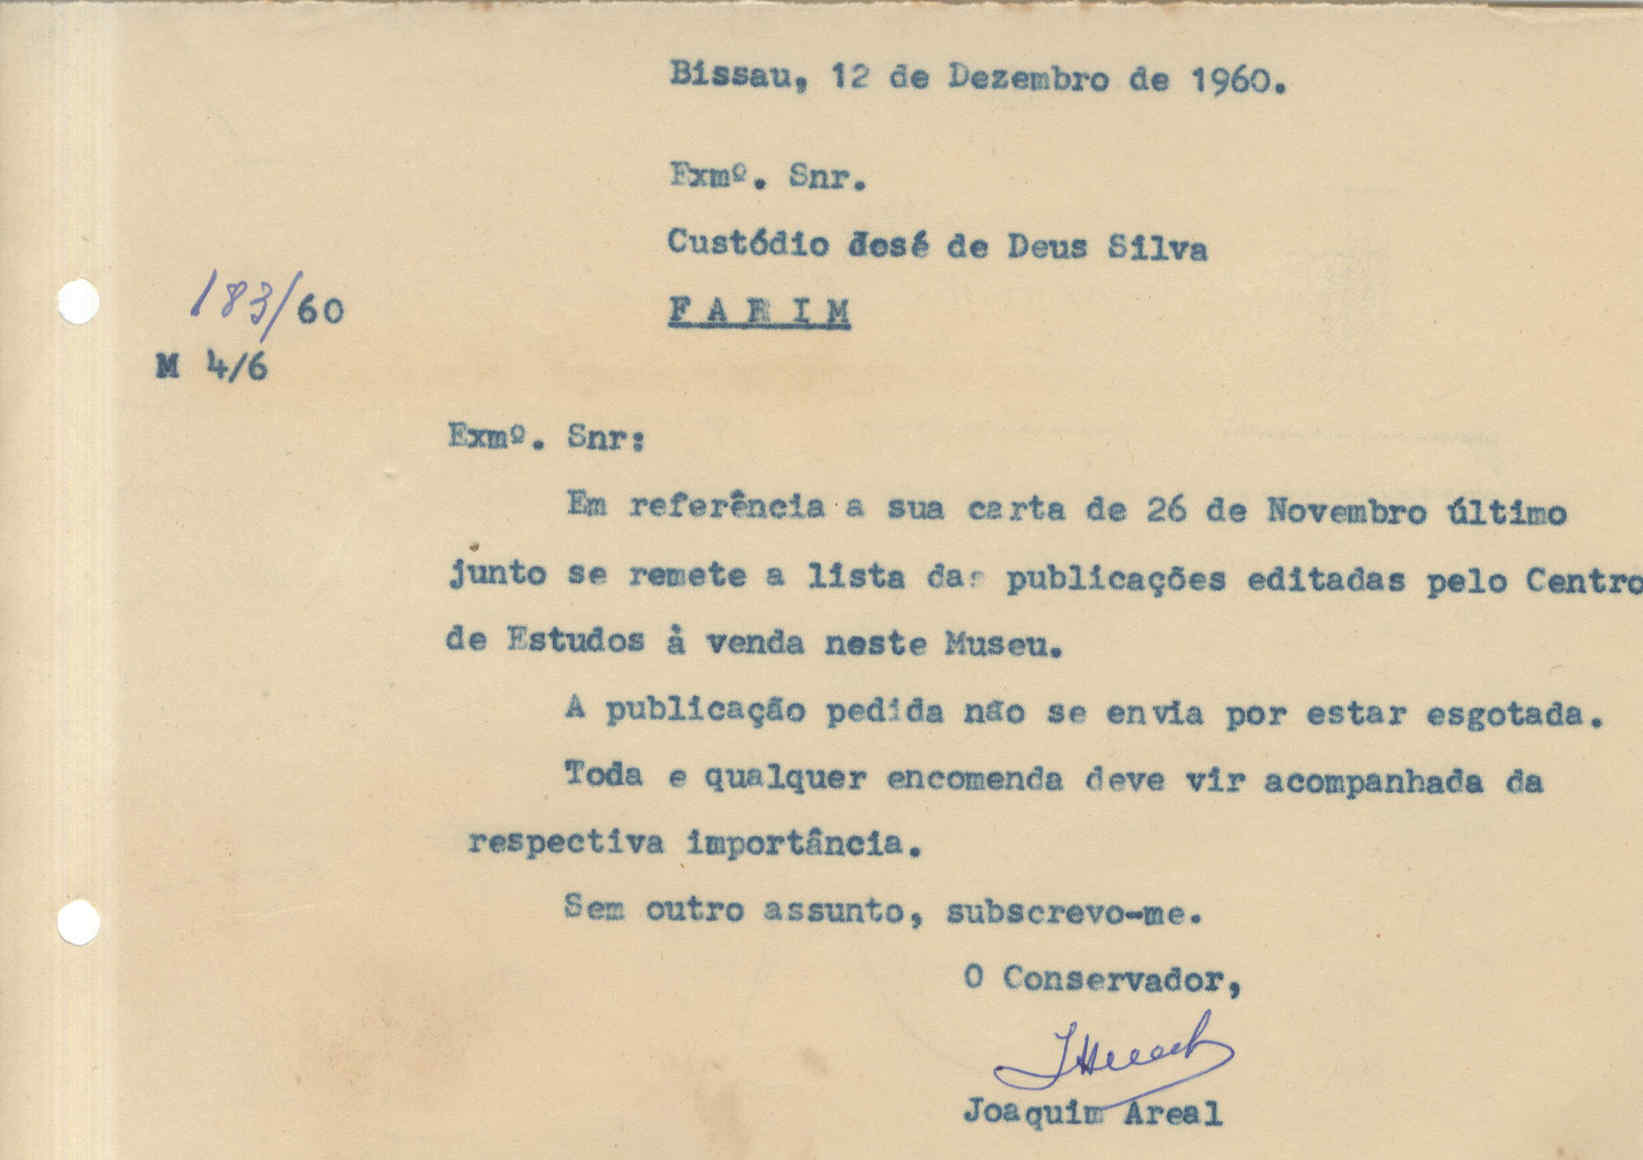 Bissau, 12 de Dezembro de 1960.
Exmº. Snr.
Custódio José de Deus Silva
183/60
F A R I M
M 4/6
Exmº. Snr:
Em referência a sua carta de 26 de Novembro último
junto se remete a lista das publicações editadas pelo Centro
de Estudos à venda neste Museu.
A publicação pedida não se envia por estar esgotada.
Toda e qualquer encomenda deve vir acompanhada da
respectiva importância.
Sem outro assunto, subscrevo-me.
O Conservador,
Joaquim Areal